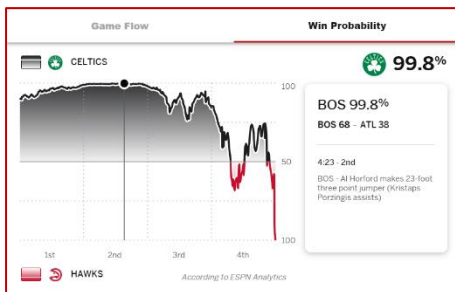 Game Flow
Win Probability
CELTICS
99.8%
100
50
100
1st
2nd
3rd
4th
HAWKS
According to ESPN Analytics
BOS 99.8%
BOS 68 - ATL 38
4:23 - 2nd
BOS - Al Horford makes 23-foot
three point jumper (Kristaps
Porzingis assists)